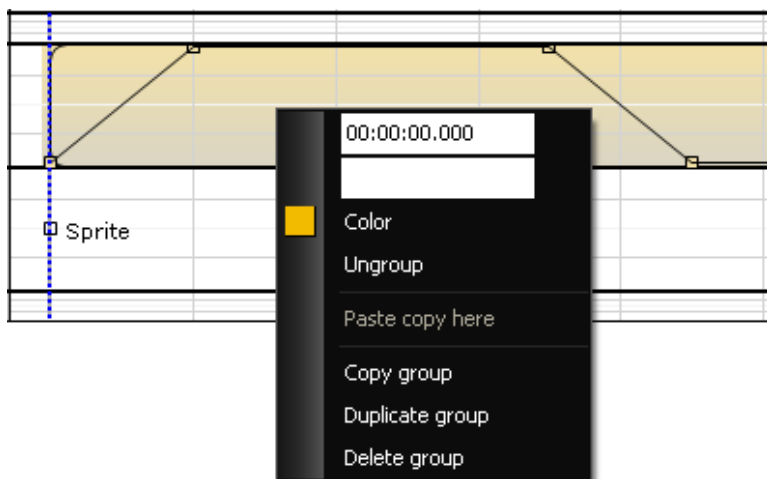 00:00:00.000
Sprite
Color
Ungroup
Paste copy here
Copy group
Duplicate group
Delete group